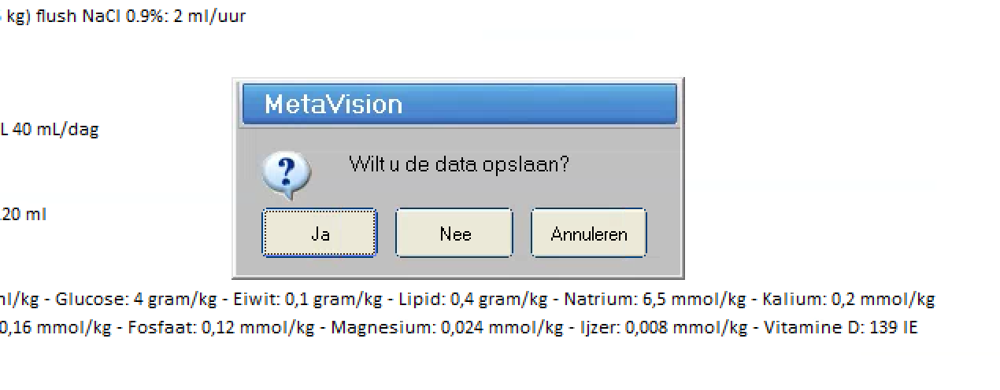 kg) flush NaCl 0.9%: 2 ml/uur
MetaVision
L 40 mL/dag
Wilt u de data opslaan?
20 ml
Ja
Nee
Annuleren
ml/kg - Glucose: 4 gram/kg - Eiwit: 0,1 gram/kg - Lipid: 0,4 gram/kg - Natrium: 6,5 mmol/kg - Kalium: 0,2 mmol/kg
0,16 mmol/kg - Fosfaat: 0,12 mmol/kg - Magnesium: 0,024 mmol/kg - Ijzer: 0,008 mmol/kg - Vitamine D: 139 IE